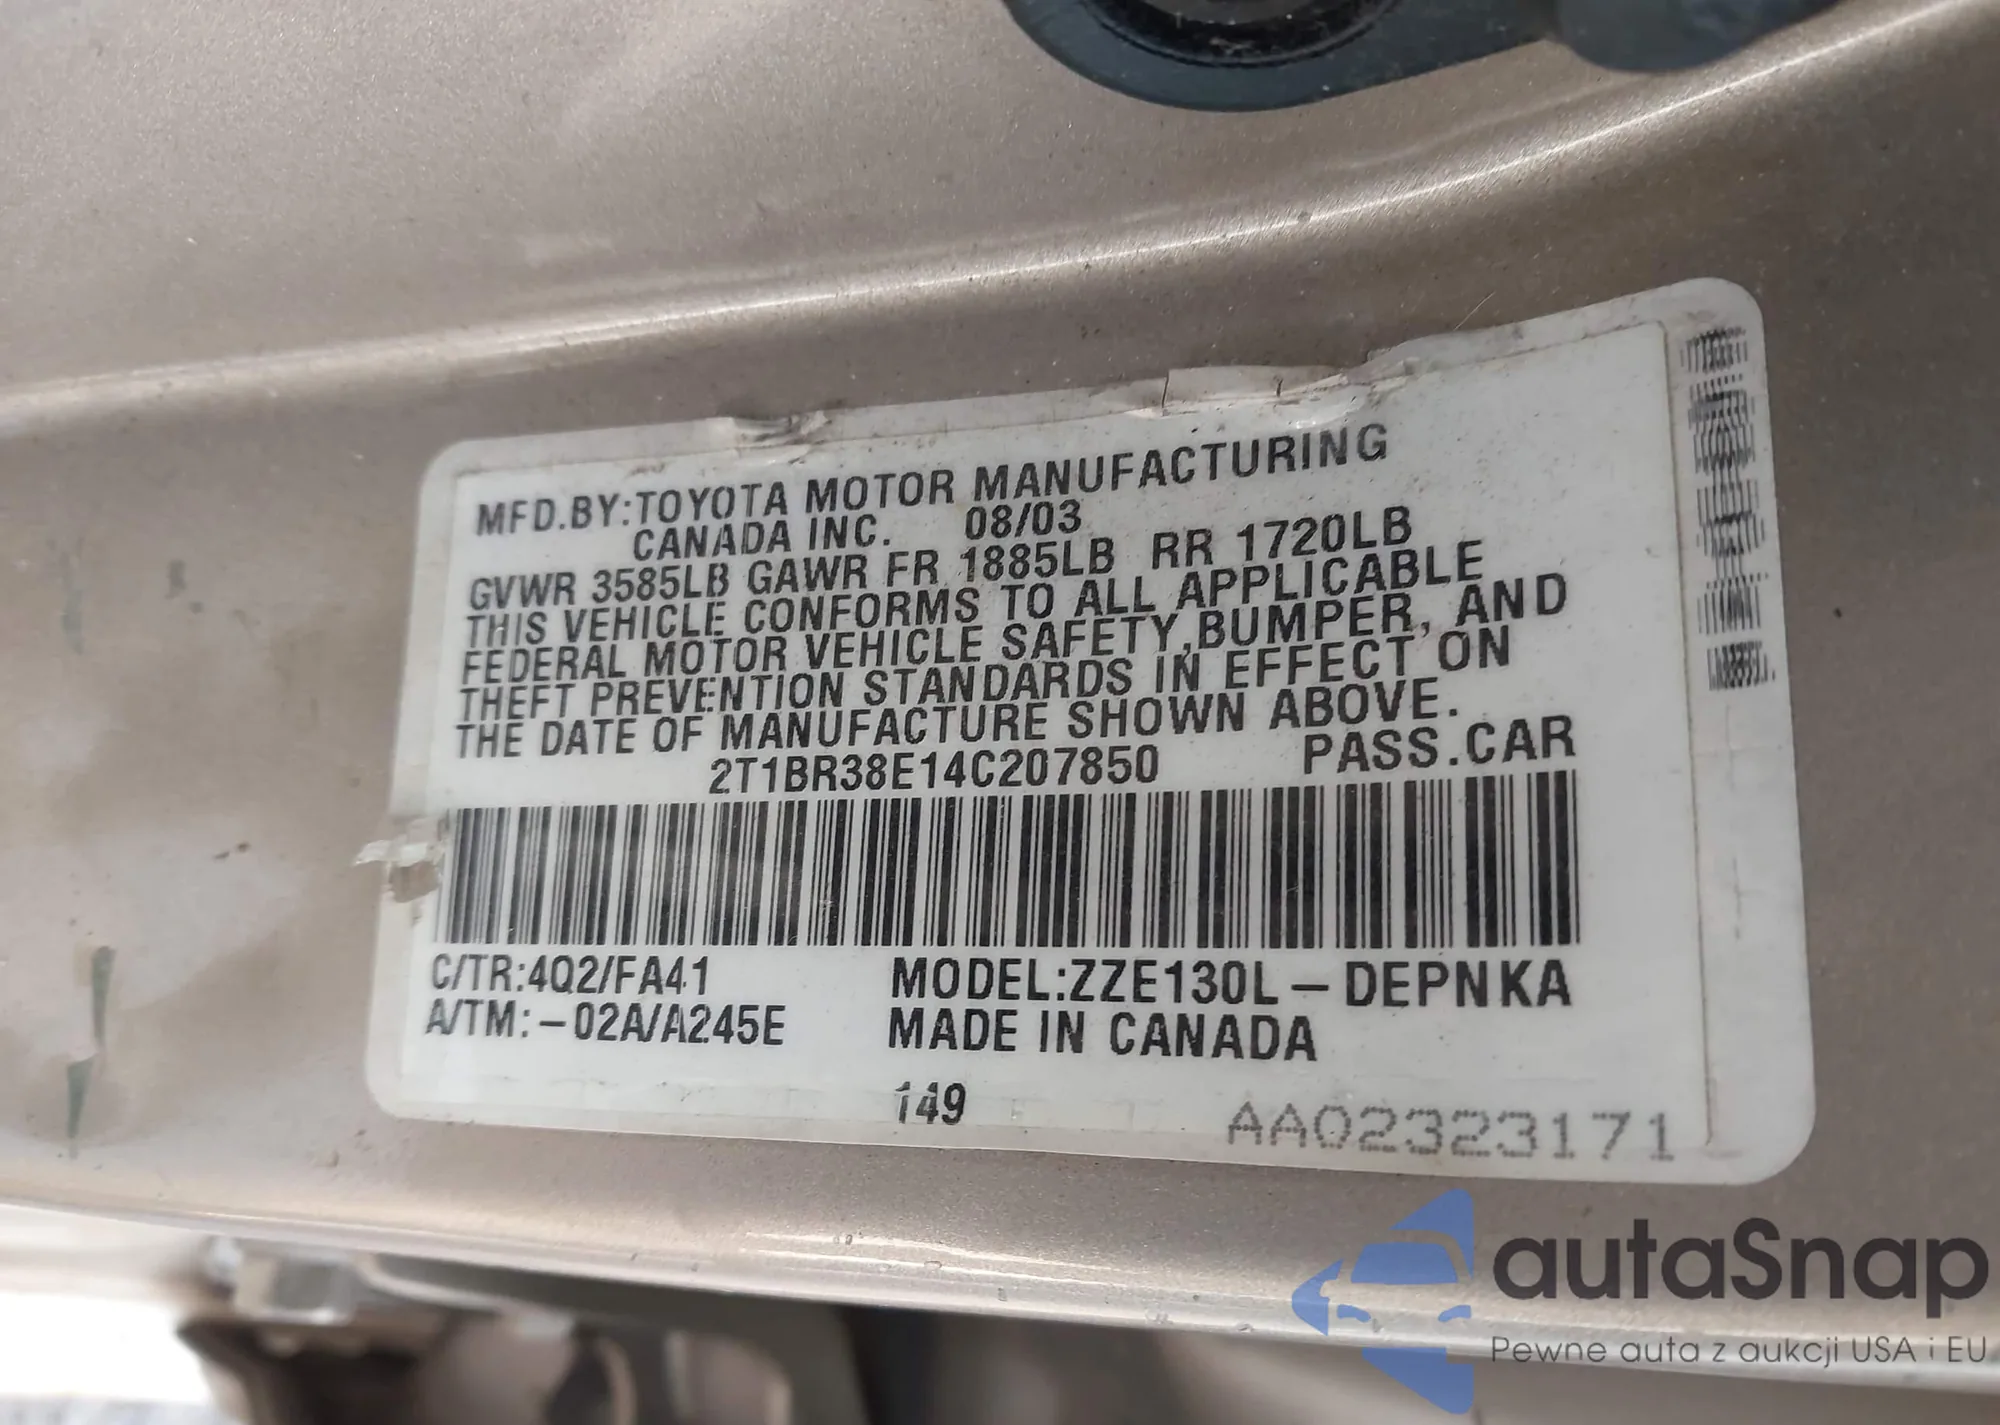 MFD.BY:TOYOTA MOTOR MANUFACTURING
CANADA INC. 08/03
GVWR 3585LB GAWR FR 1885LB RR 1720LB
THIS VEHICLE CONFORMS TO ALL APPLICABLE
FEDERAL MOTOR VEHICLE SAFETY,BUMPER, AND
THEFT PREVENTION STANDARDS IN EFFECT ON
THE DATE OF MANUFACTURE SHOWN ABOVE.
2T1BR38E14C207850 PASS.CAR
C/TR:4Q2/FA41 MODEL:ZZE130L-DEPNKA
A/TM:-02A/A245E MADE IN CANADA
149
AA02323171
autaSnap
Pewne auta z aukcji USA i EU